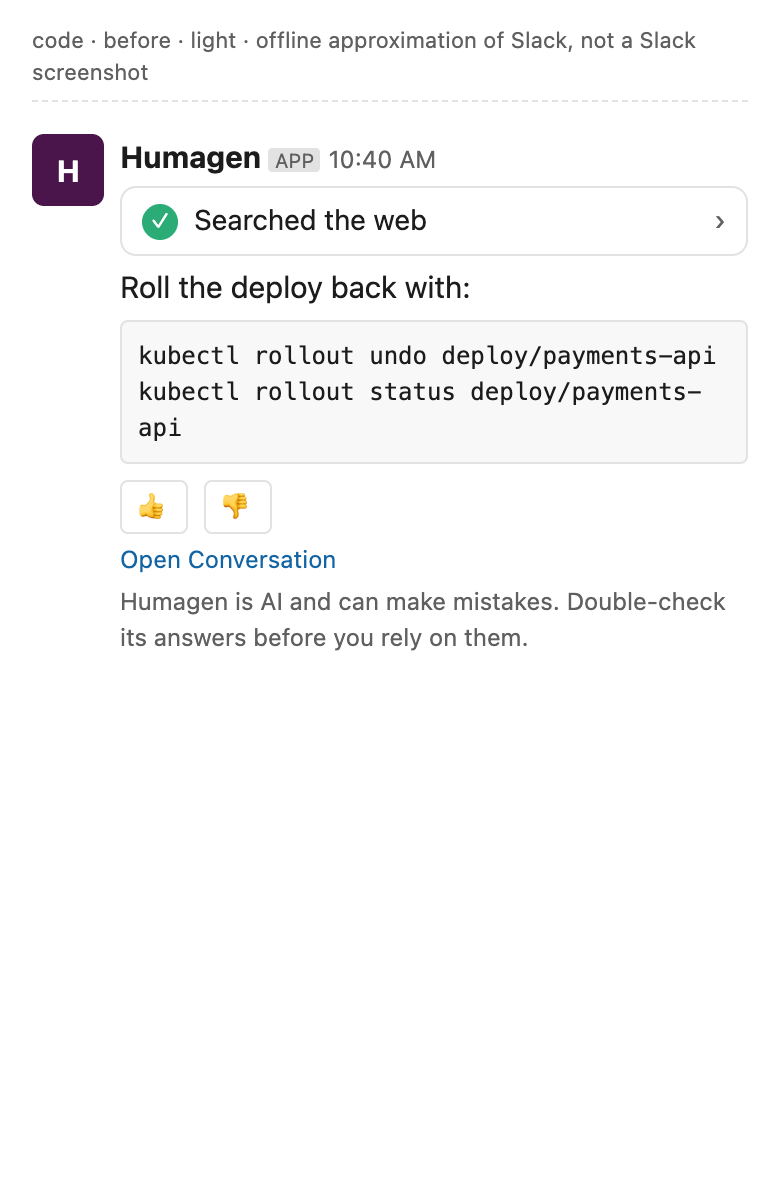 code · before · light · offline approximation of Slack, not a Slack
screenshot
H
Humagen APP 10:40 AM
Searched the web ›
Roll the deploy back with:
kubectl rollout undo deploy/payments-api
kubectl rollout status deploy/payments-
api
Open Conversation
Humagen is AI and can make mistakes. Double-check
its answers before you rely on them.